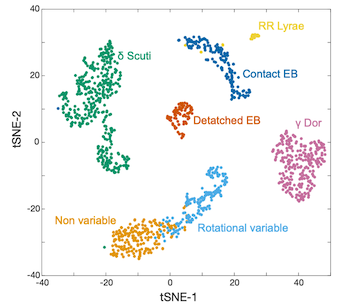 40
RR Lyrae
δ Scuti
Contact EB
20
Detatched EB
γ Dor
tSNE-2
0
-20
Non variable
Rotational variable
-40
-40 -20 0 20 40
tSNE-1